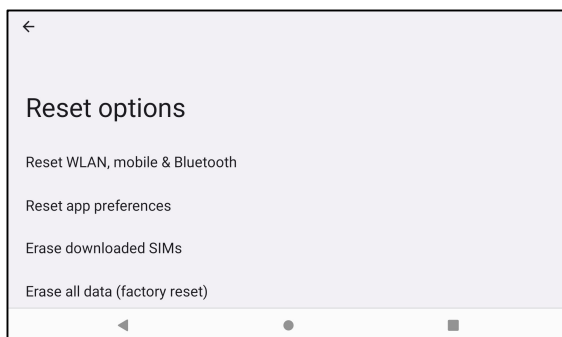 Reset options
Reset WLAN, mobile & Bluetooth
Reset app preferences
Erase downloaded SIMs
Erase all data (factory reset)